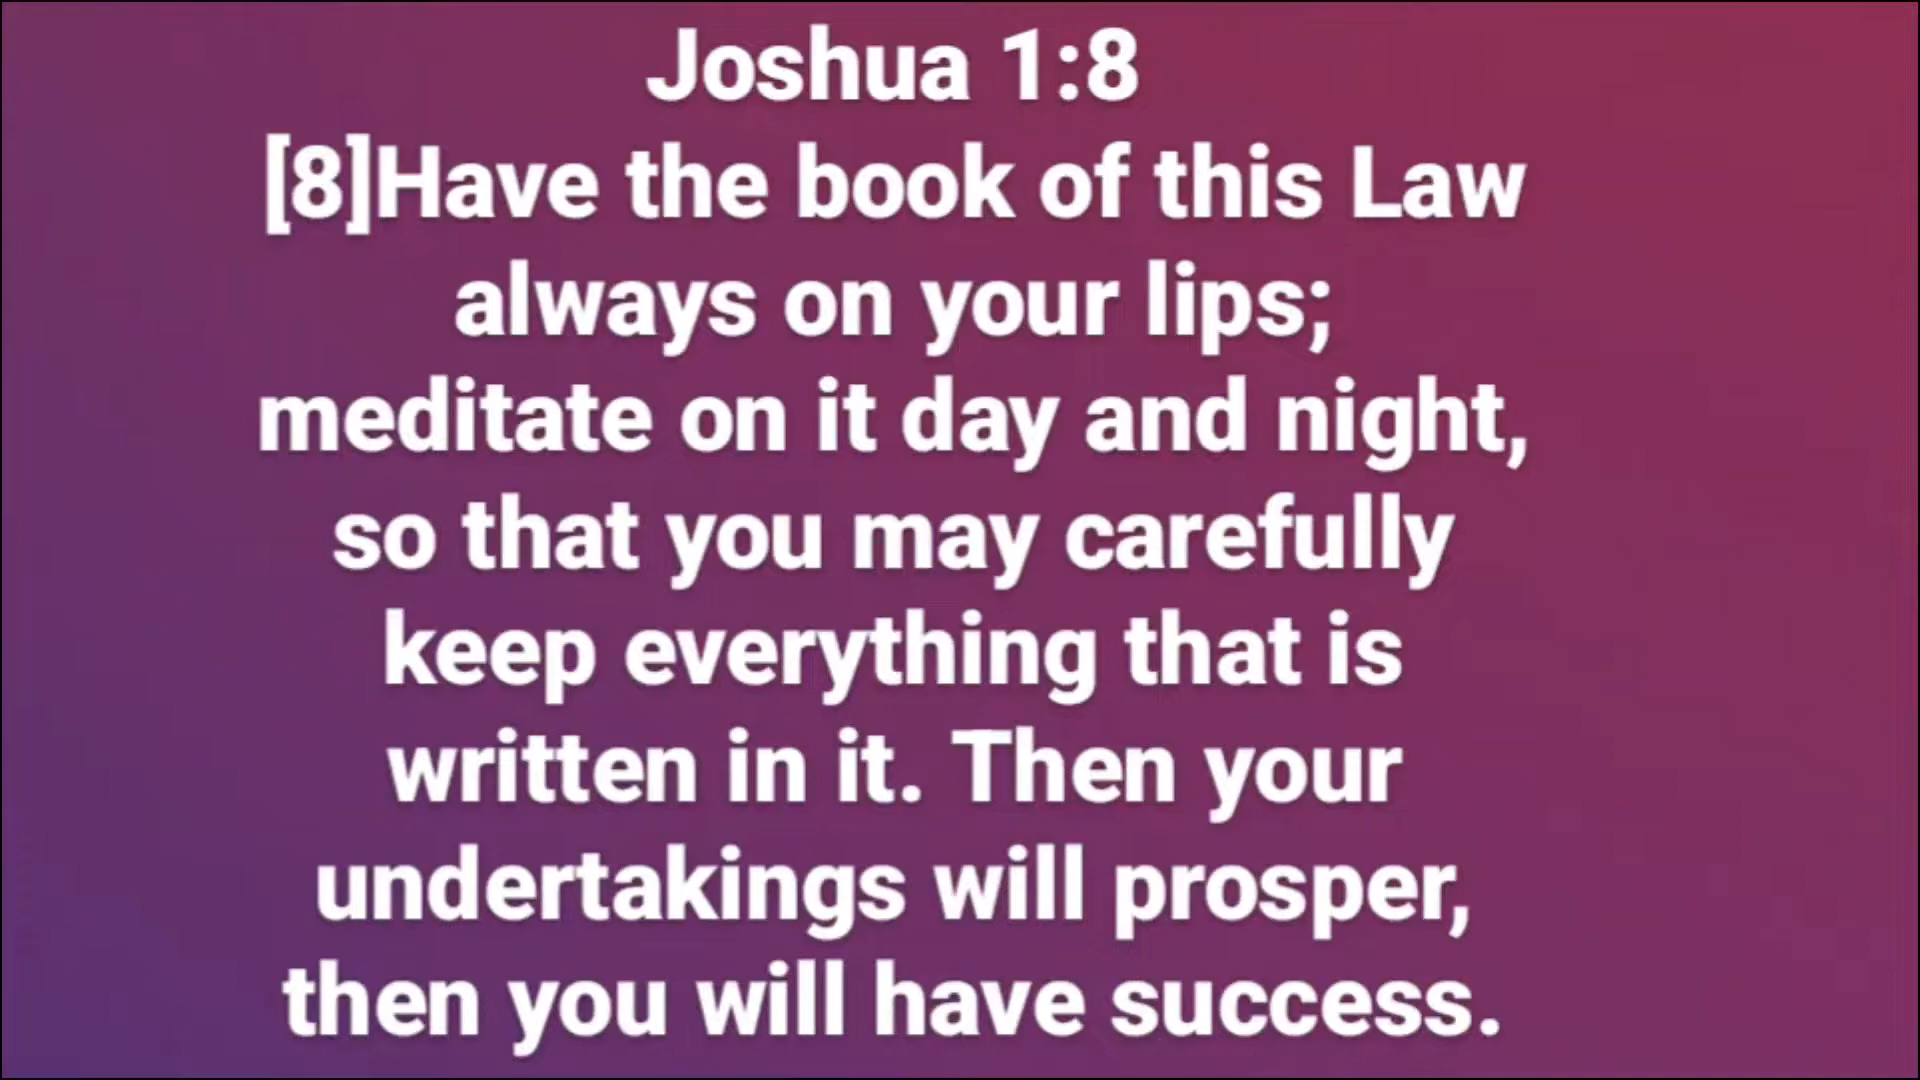 Joshua 1:8
[8]Have the book of this Law
always on your lips;
meditate on it day and night,
so that you may carefully
keep everything that is
written in it. Then your
undertakings will prosper,
then you will have success.